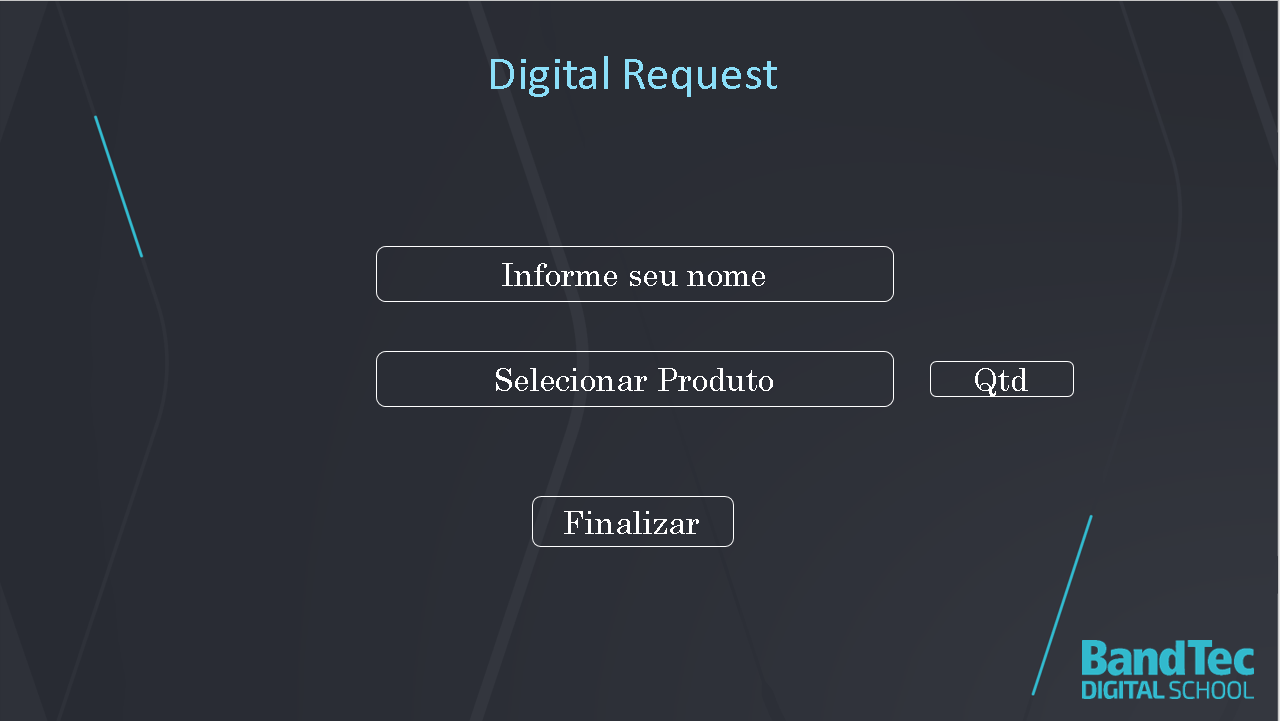 Digital Request
Informe seu nome
Selecionar Produto
Qtd
Finalizar
BandTec
DIGITAL SCHOOL